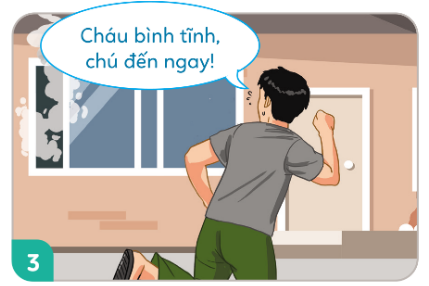 Cháu bình tĩnh,
chú đến ngay!
3